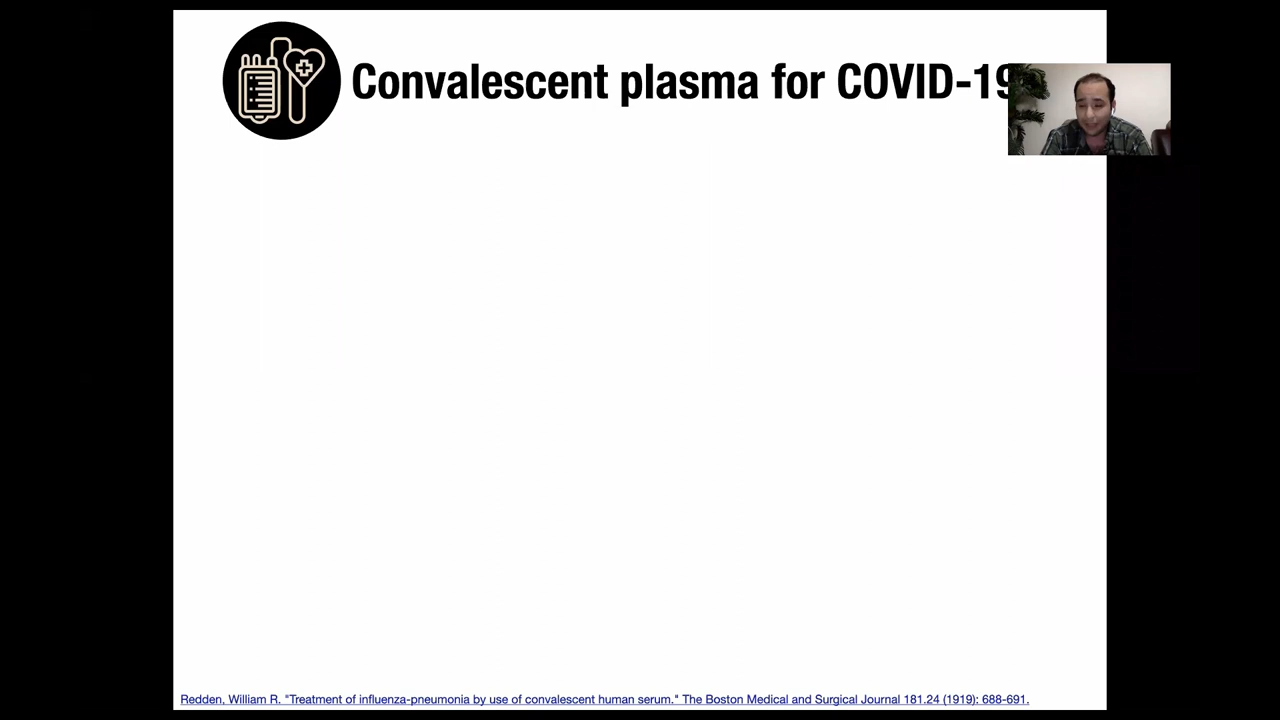 Convalescent plasma for COVID-19
Redden, William R. "Treatment of influenza-pneumonia by use of convalescent human serum." The Boston Medical and Surgical Journal 181.24 (1919): 688-691.